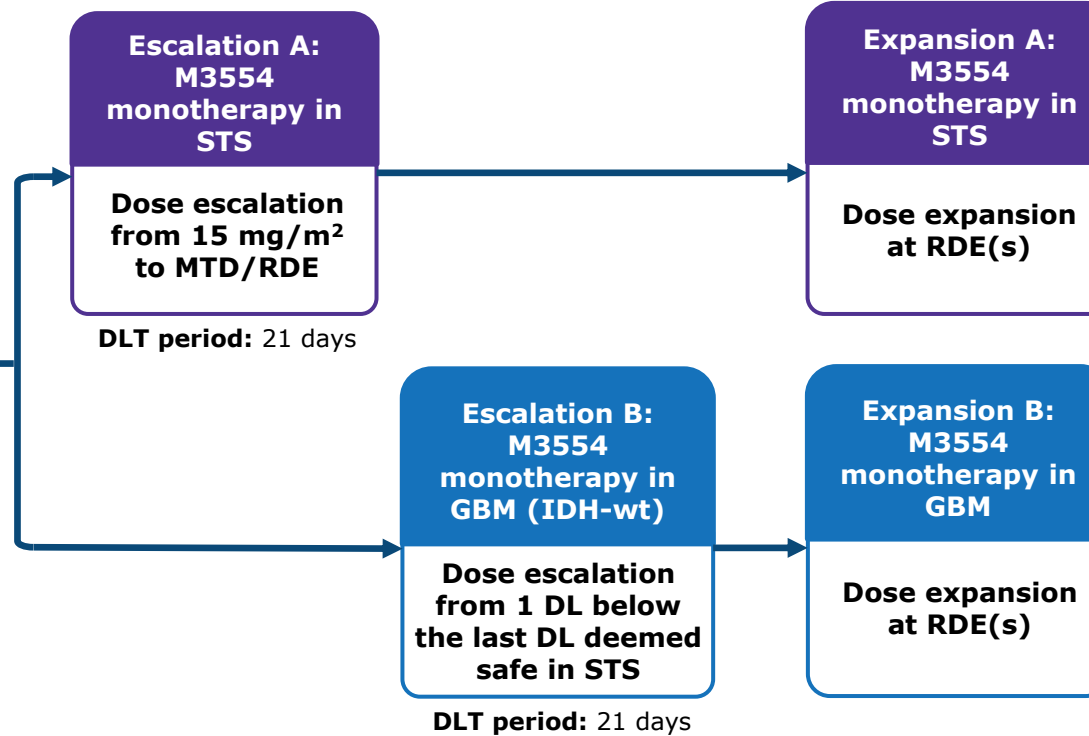 Escalation A:
M3554
monotherapy in
STS
Dose escalation
from 15 mg/m²
to MTD/RDE
DLT period: 21 days
Expansion A:
M3554
monotherapy in
STS
Dose expansion
at RDE(s)
Escalation B:
M3554
monotherapy in
GBM (IDH-wt)
Dose escalation
from 1 DL below
the last DL deemed
safe in STS
DLT period: 21 days
Expansion B:
M3554
monotherapy in
GBM
Dose expansion
at RDE(s)